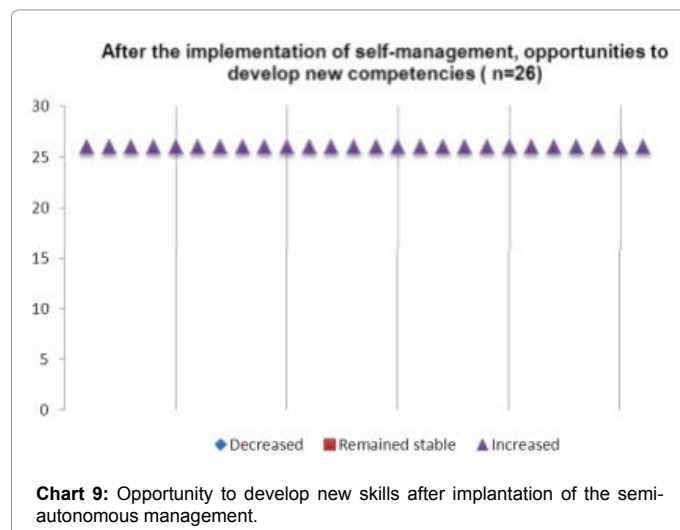 After the implementation of self-management, opportunities to
develop new competencies ( n=26)
30
25
20
15
10
5
0
Decreased Remained stable Increased
Chart 9: Opportunity to develop new skills after implantation of the semi-
autonomous management.